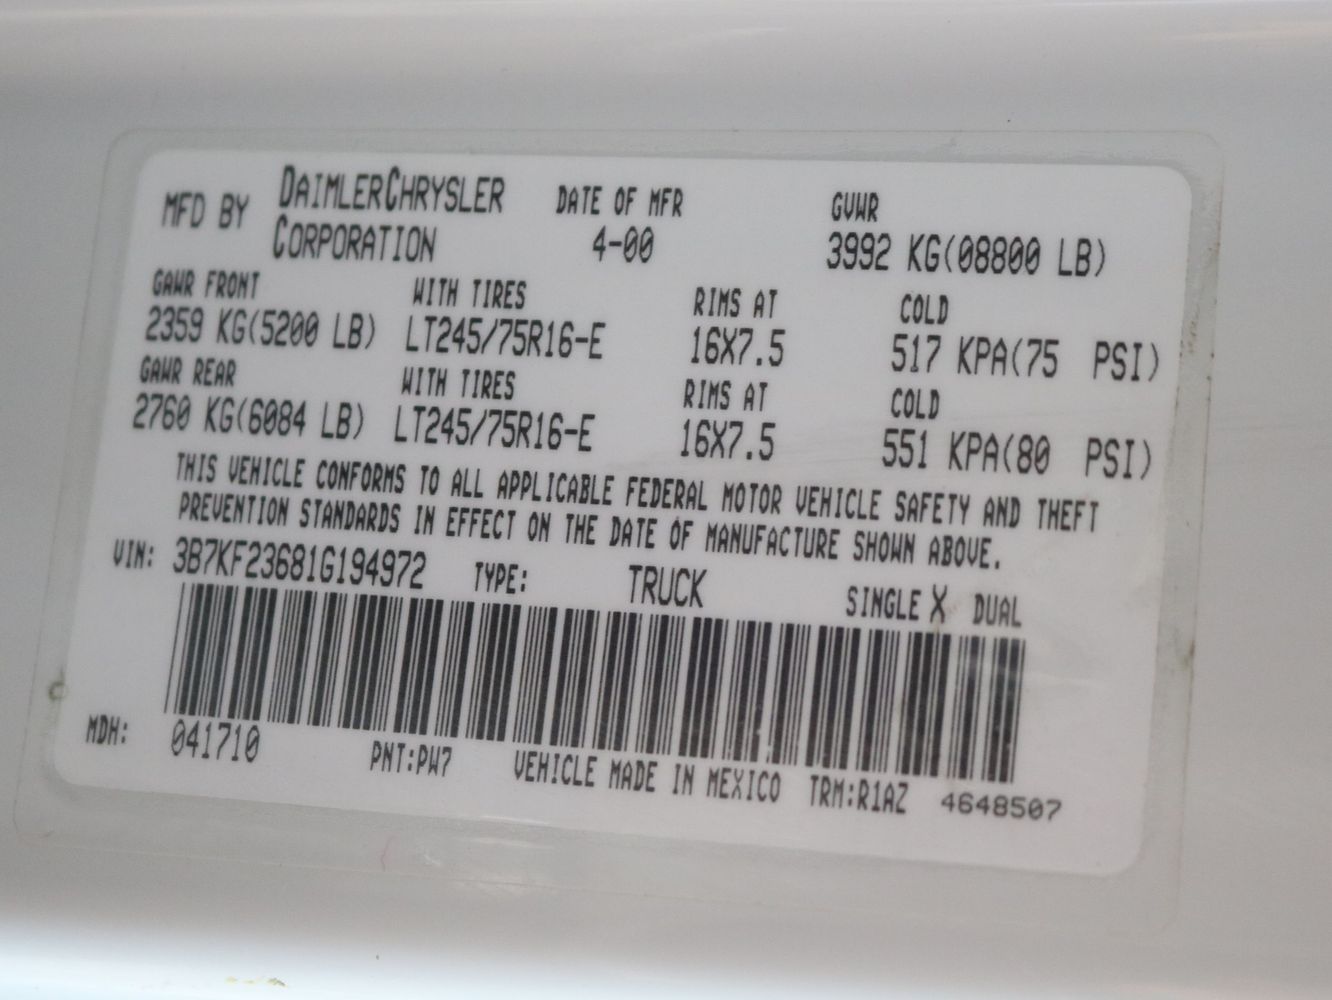 MFD BY DAIMLERCHRYSLER CORPORATION DATE OF MFR 4-00 GVWR 3992 KG(08800 LB)
GAWR FRONT WITH TIRES RIMS AT COLD
2359 KG(5200 LB) LT245/75R16-E 16X7.5 517 KPA(75 PSI)
GAWR REAR WITH TIRES RIMS AT COLD
2760 KG(6084 LB) LT245/75R16-E 16X7.5 551 KPA(80 PSI)
THIS VEHICLE CONFORMS TO ALL APPLICABLE FEDERAL MOTOR VEHICLE SAFETY AND THEFT
PREVENTION STANDARDS IN EFFECT ON THE DATE OF MANUFACTURE SHOWN ABOVE.
VIN: 3B7KF23681G194972 TYPE: TRUCK SINGLE X DUAL
MDH: 041710 PNT:PW7 VEHICLE MADE IN MEXICO TRM:R1AZ 4648507